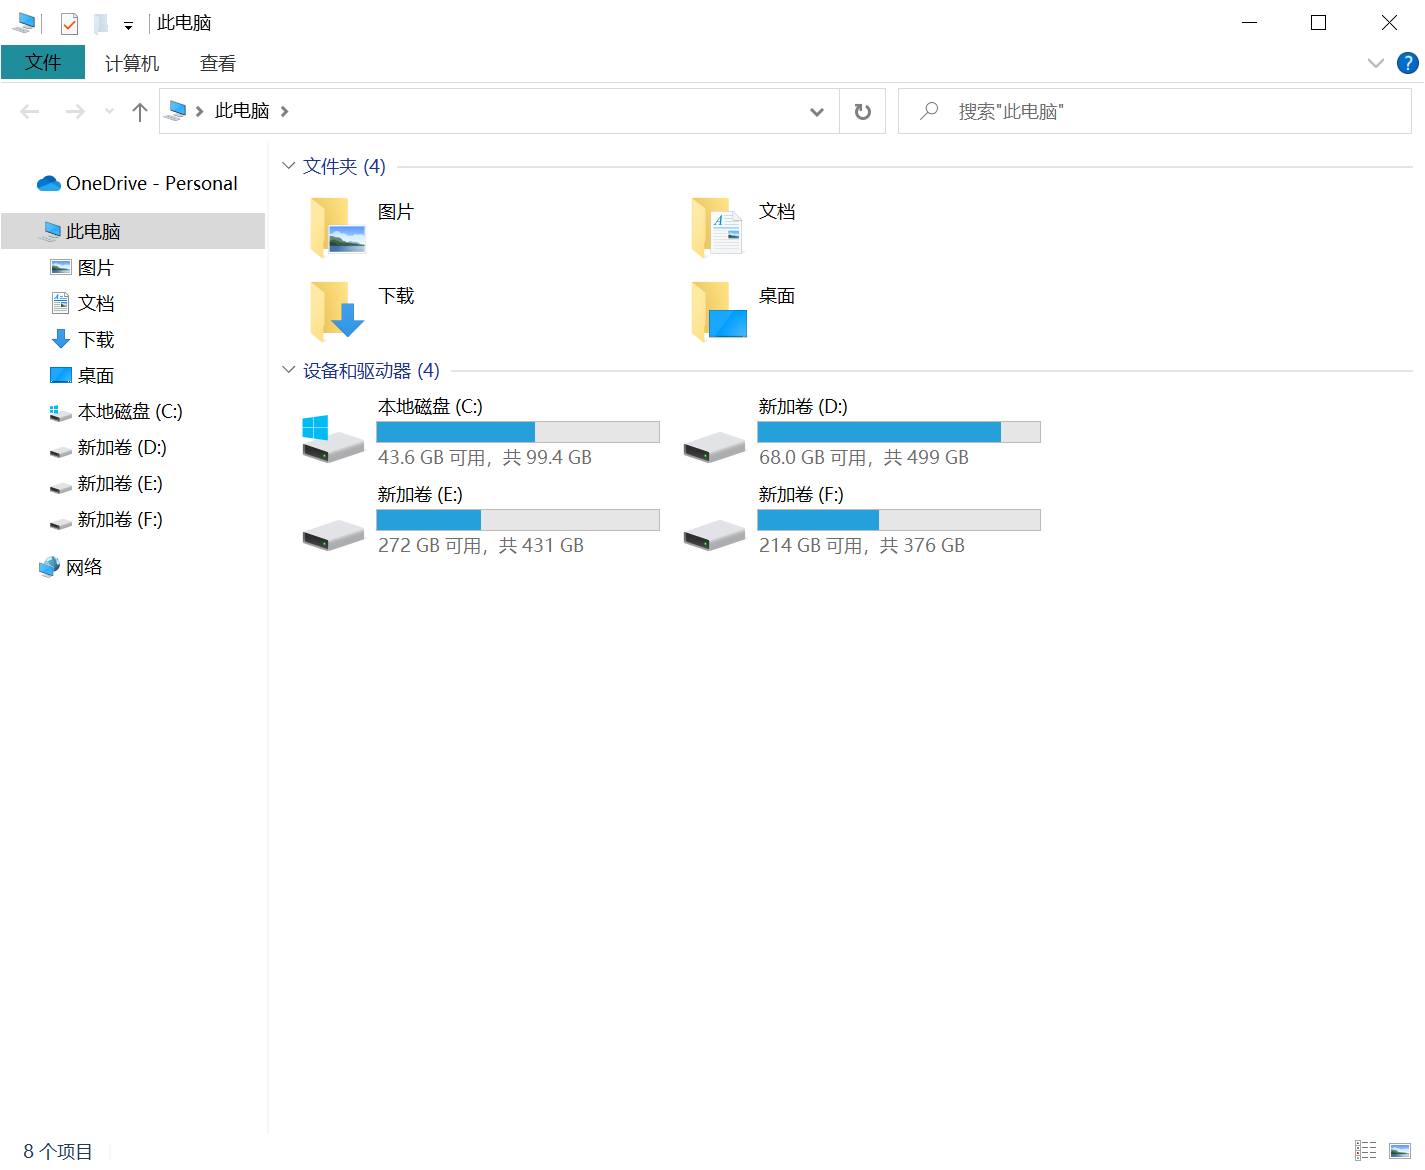 此电脑
文件 计算机 查看
此电脑
搜索"此电脑"
OneDrive - Personal
此电脑
图片
文档
下载
桌面
本地磁盘 (C:)
新加卷 (D:)
新加卷 (E:)
新加卷 (F:)
网络
文件夹 (4)
图片
文档
下载
桌面
设备和驱动器 (4)
本地磁盘 (C:)
43.6 GB 可用，共 99.4 GB
新加卷 (D:)
68.0 GB 可用，共 499 GB
新加卷 (E:)
272 GB 可用，共 431 GB
新加卷 (F:)
214 GB 可用，共 376 GB
8 个项目